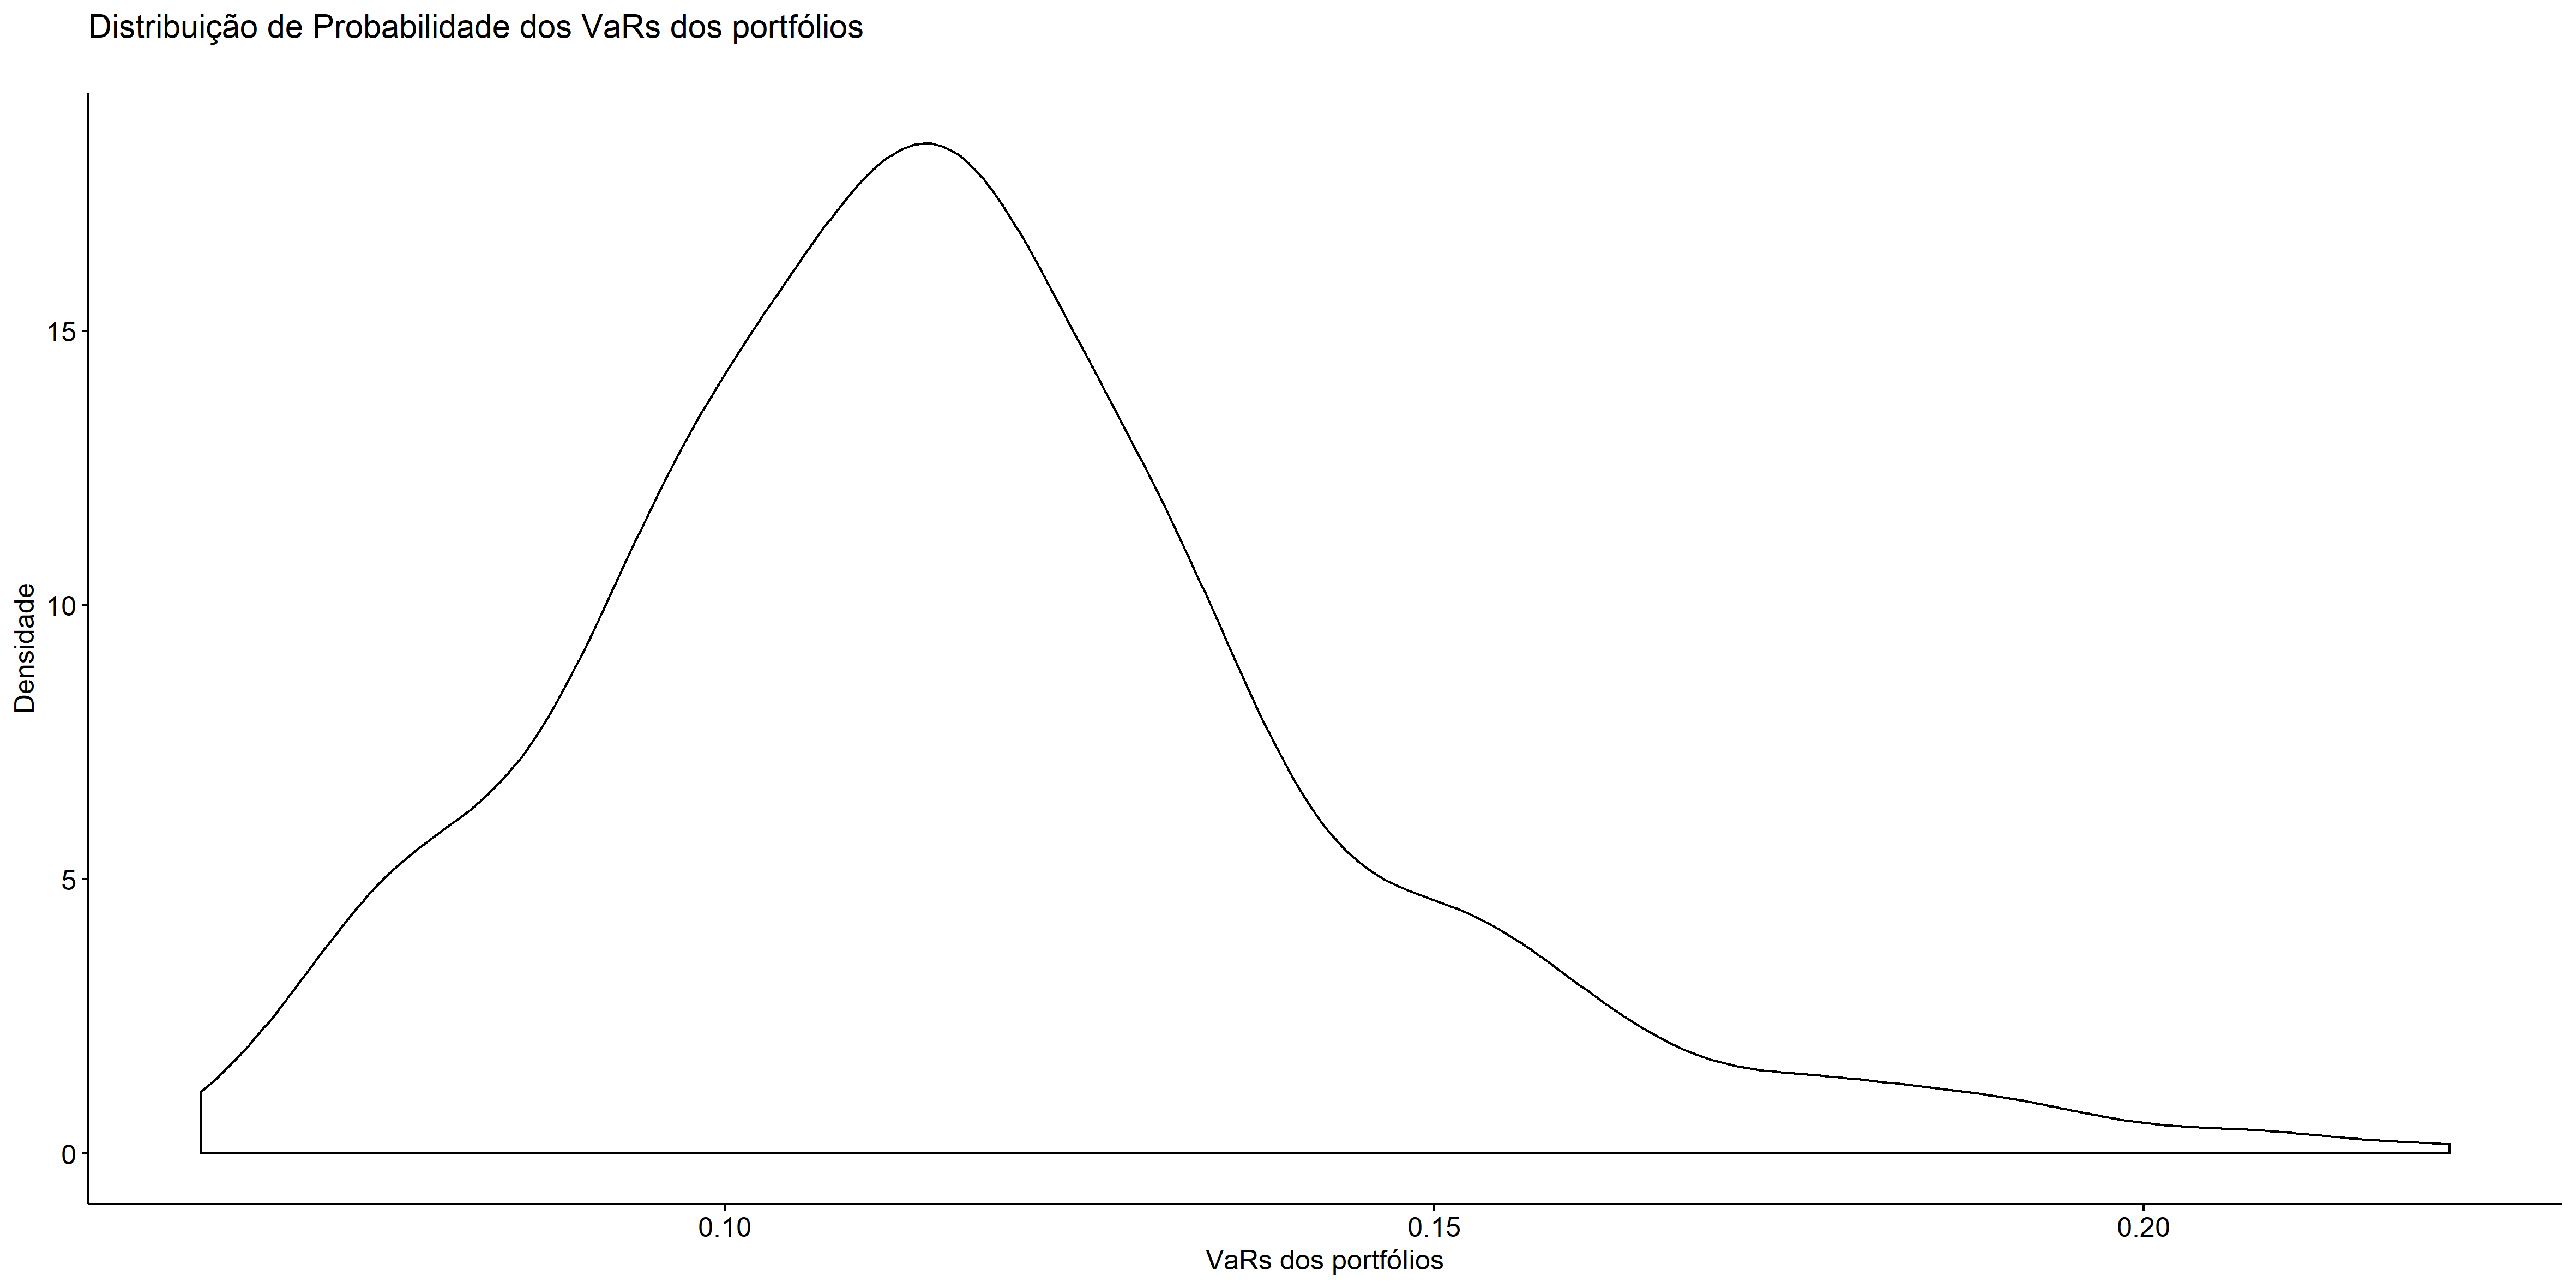 Distribuição de Probabilidade dos VaRs dos portfólios
Densidade
15
10
5
0
0.10
0.15
0.20
VaRs dos portfólios